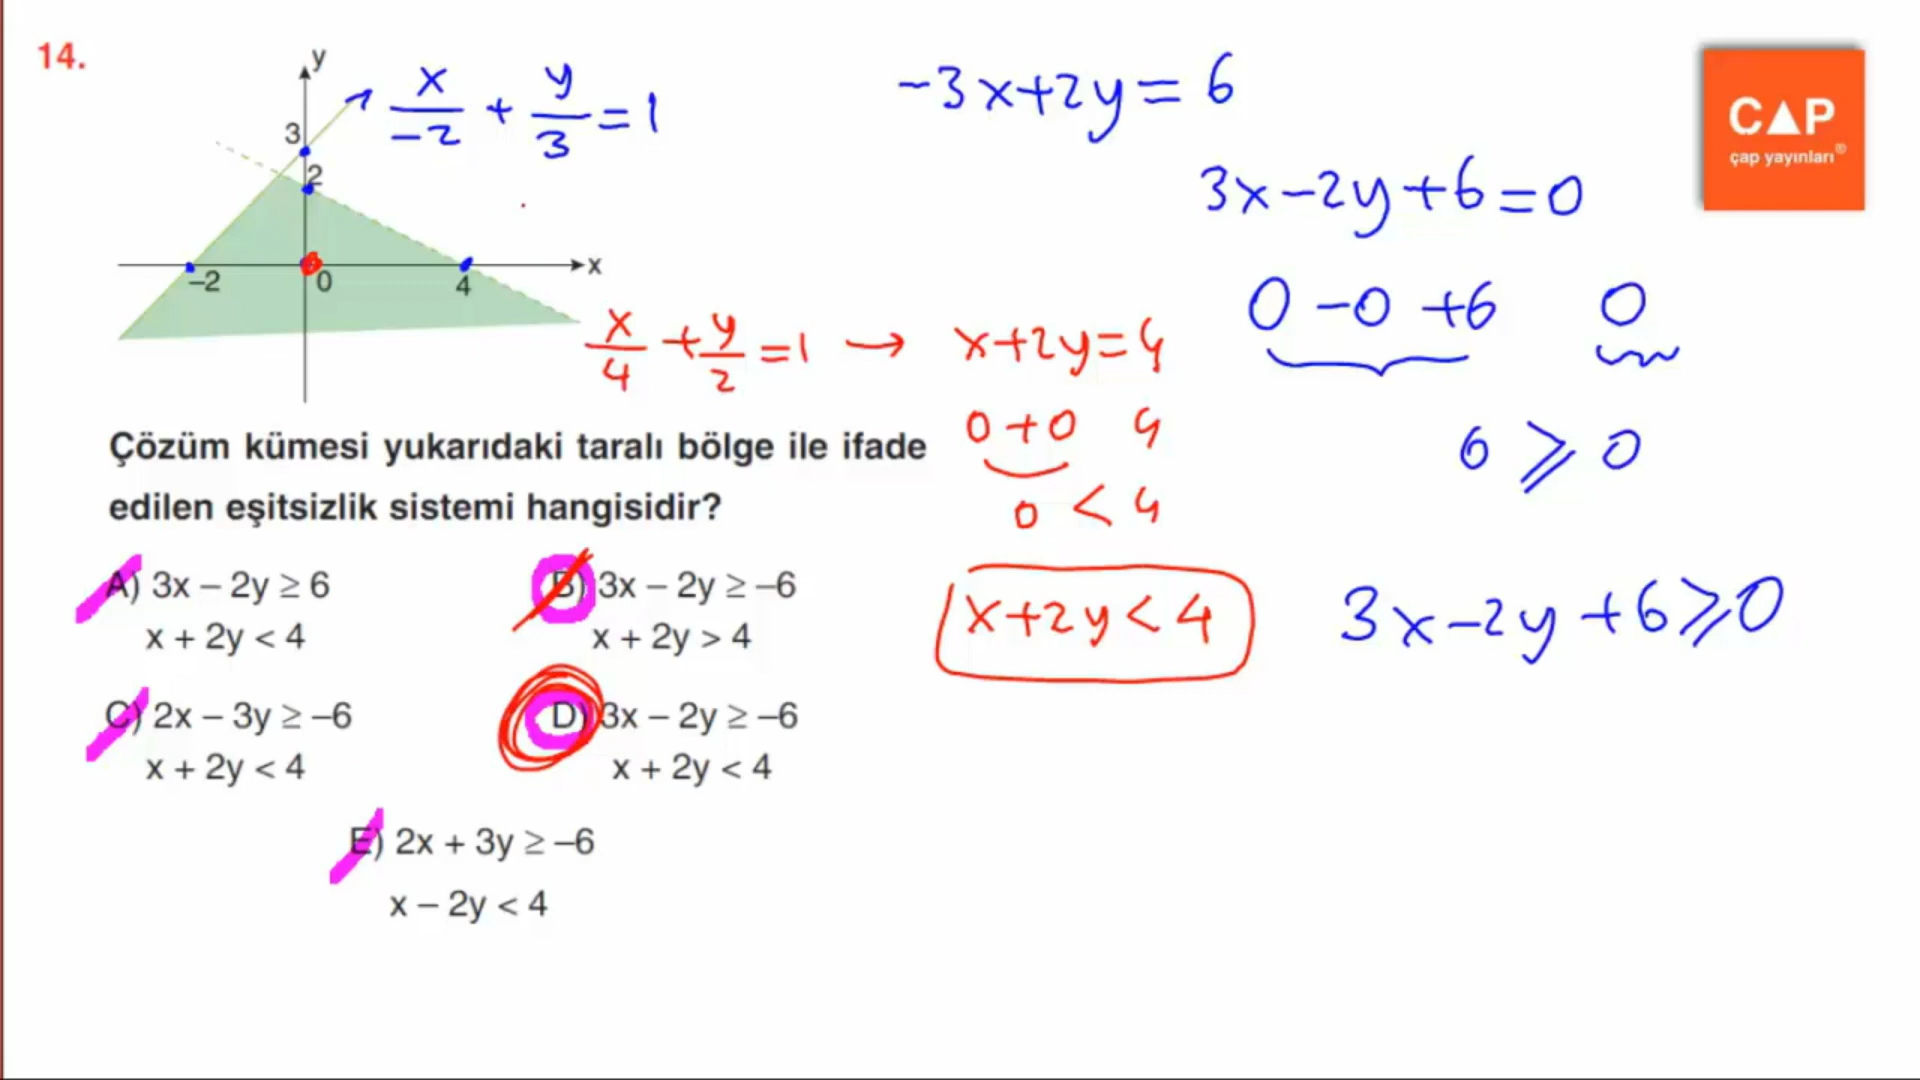 14.
y
3
2
-2
0
4
x
x/-2 + y/3 = 1
-3x+2y= 6
CAP
çap yayınları®
3x-2y+6=0
0 -0 +6 0
6 ⩾ 0
3x-2y+6⩾0
x/4 + y/2 =1 → x+2y=4
0+0 4
0 < 4
x+2y<4
Çözüm kümesi yukarıdaki taralı bölge ile ifade
edilen eşitsizlik sistemi hangisidir?
A) 3x – 2y ≥ 6
x + 2y < 4
B) 3x – 2y ≥ –6
x + 2y > 4
C) 2x – 3y ≥ –6
x + 2y < 4
D) 3x – 2y ≥ –6
x + 2y < 4
E) 2x + 3y ≥ –6
x – 2y < 4